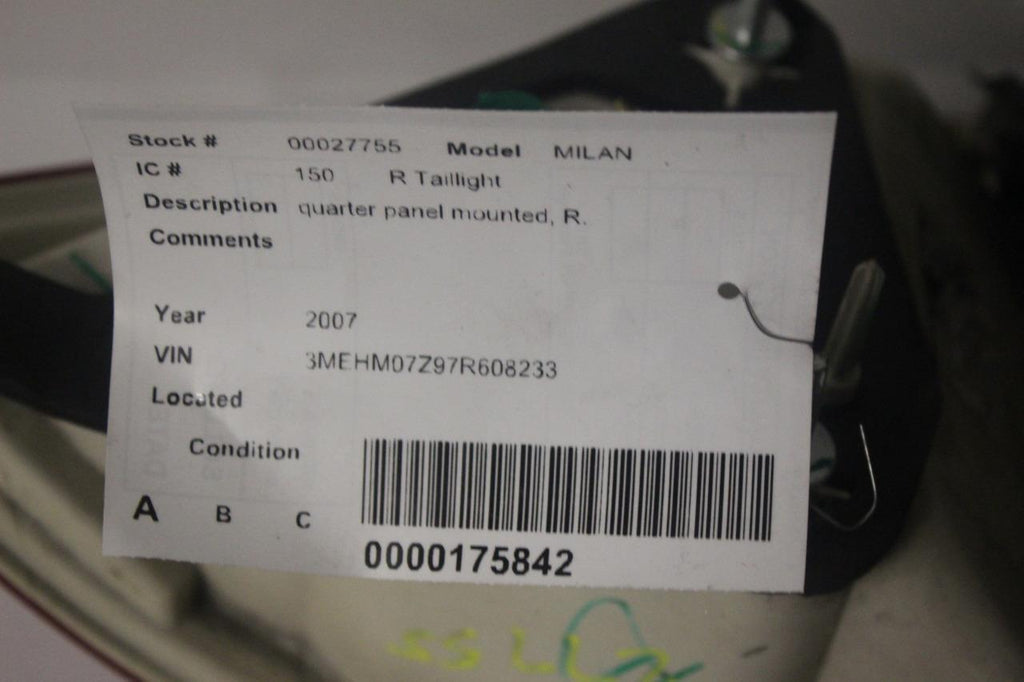 Stock # 00027755 Model MILAN
IC # 150 R Taillight
Description quarter panel mounted, R.
Comments
Year 2007
VIN 3MEHM07Z97R608233
Located
Condition
A B C
0000175842